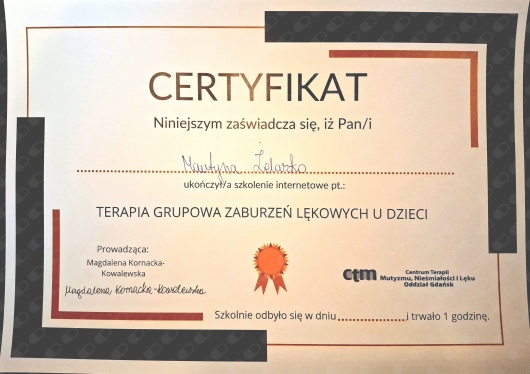 CERTYFIKAT
Niniejszym zaświadcza się, iż Pan/i
Martyna Żelazko
ukończył/a szkolenie internetowe pt.:
TERAPIA GRUPOWA ZABURZEŃ LĘKOWYCH U DZIECI
Prowadząca:
Magdalena Kornacka-
Kowalewska
Magdalena Kornacka-Kowalewska
ctm
Centrum Terapii
Mutyzmu, Nieśmiałości i Lęku
Oddział Gdańsk
Szkolnie odbyło się w dniu....................i trwało 1 godzinę.